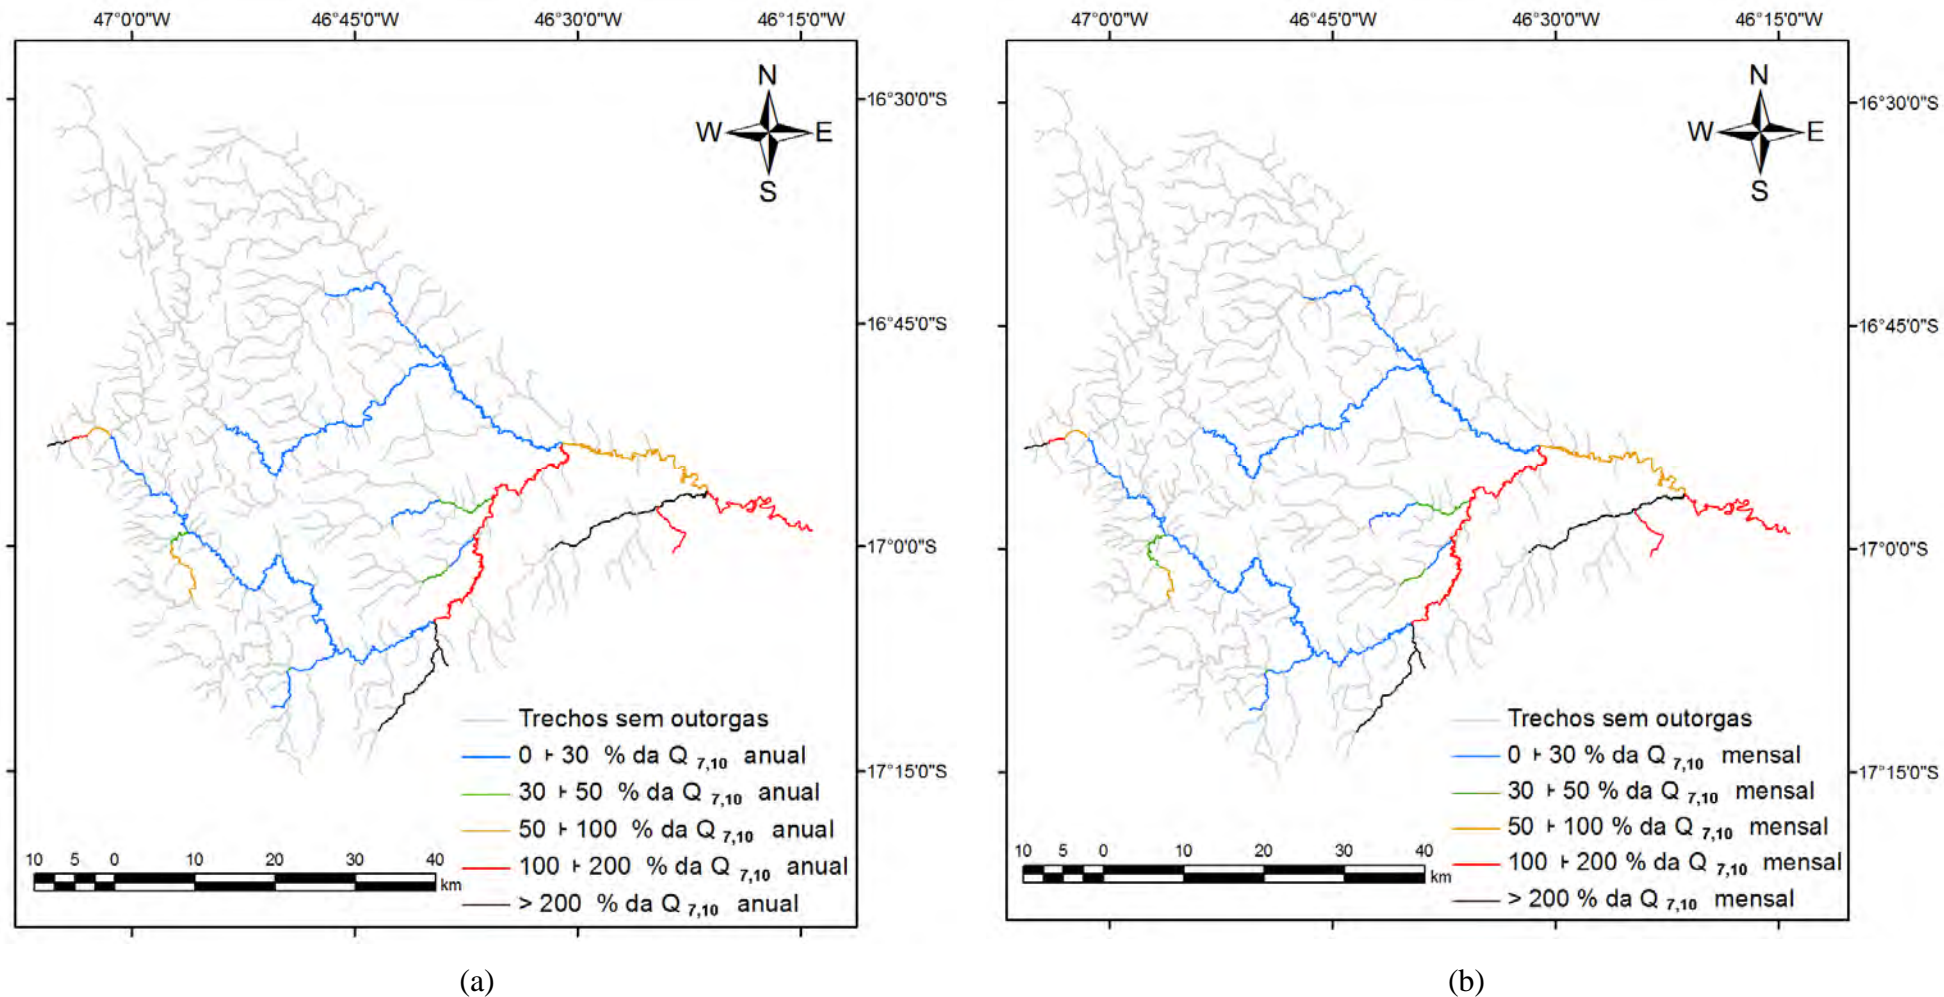 47°0'0"W 46°45'0"W 46°30'0"W 46°15'0"W
N
W E
S
16°30'0"S
16°45'0"S
17°0'0"S
17°15'0"S
Trechos sem outorgas
0 ⊦ 30 % da Q 7,10 anual
30 ⊦ 50 % da Q 7,10 anual
50 ⊦ 100 % da Q 7,10 anual
100 ⊦ 200 % da Q 7,10 anual
> 200 % da Q 7,10 anual
10 5 0 10 20 30 40
km
(a)
47°0'0"W 46°45'0"W 46°30'0"W 46°15'0"W
N
W E
S
16°30'0"S
16°45'0"S
17°0'0"S
17°15'0"S
Trechos sem outorgas
0 ⊦ 30 % da Q 7,10 mensal
30 ⊦ 50 % da Q 7,10 mensal
50 ⊦ 100 % da Q 7,10 mensal
100 ⊦ 200 % da Q 7,10 mensal
> 200 % da Q 7,10 mensal
10 5 0 10 20 30 40
km
(b)